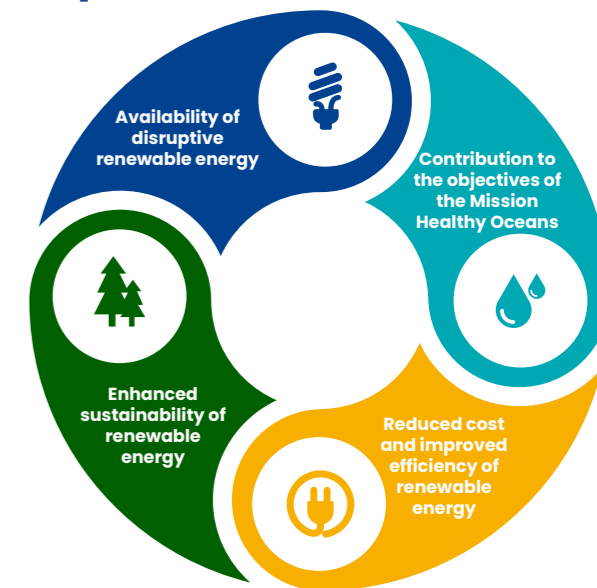 Availability of
disruptive
renewable energy
Contribution to
the objectives of
the Mission
Healthy Oceans
Enhanced
sustainability of
renewable
energy
Reduced cost
and improved
efficiency of
renewable
energy